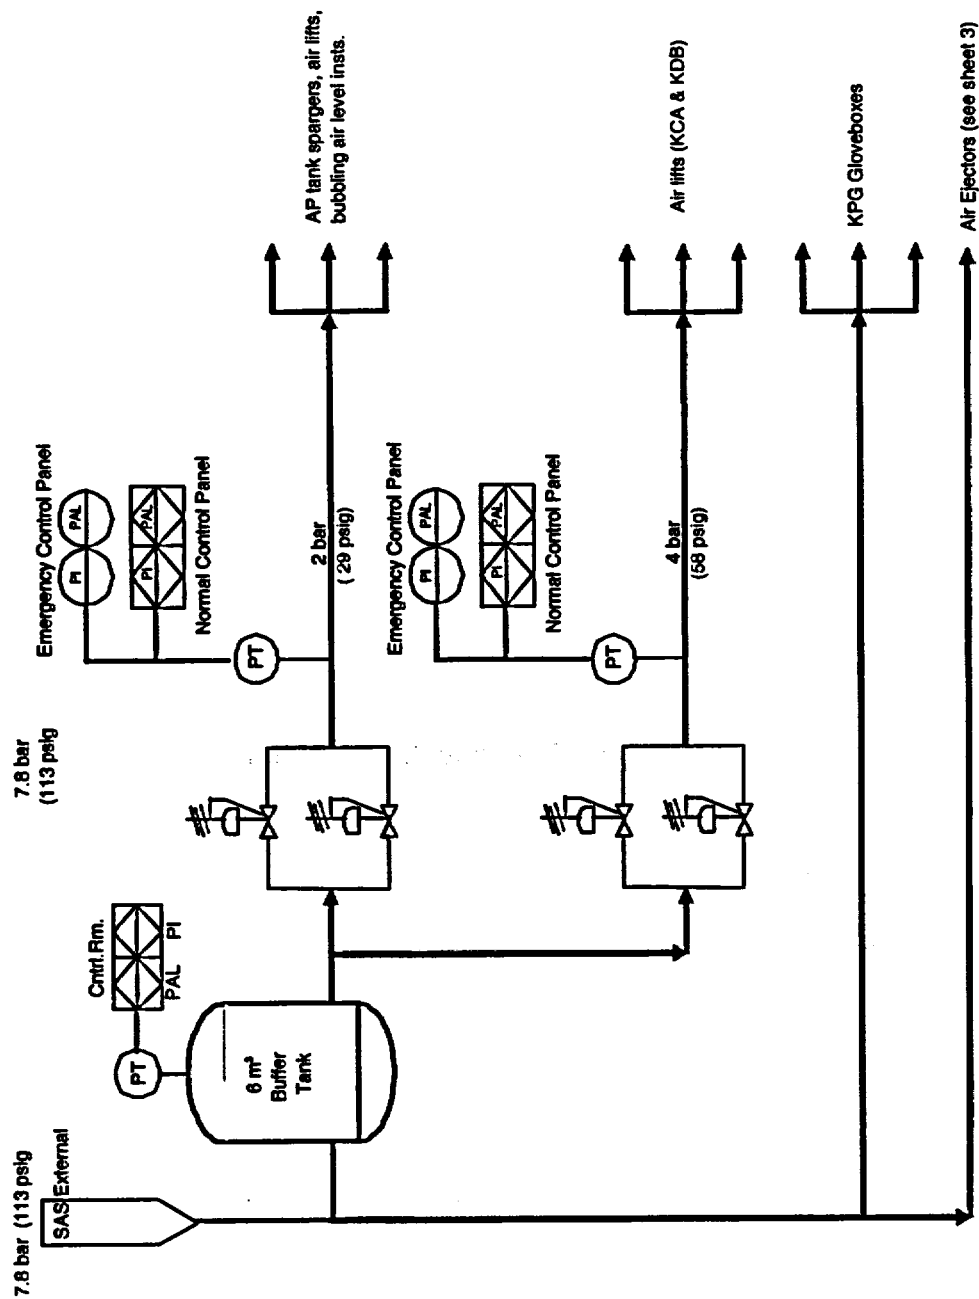 7.8 bar (113 psig
SAS External
PT
Cntrl.Rm.
PAL PI
6 m³
Buffer
Tank
7.8 bar
(113 psig
Emergency Control Panel
PI PAL
PI PAL
Normal Control Panel
PT
2 bar
( 29 psig)
AP tank spargers, air lifts,
bubbling air level insts.
Emergency Control Panel
PI PAL
PI PAL
Normal Control Panel
PT
4 bar
(58 psig)
Air lifts (KCA & KDB)
KPG Gloveboxes
Air Ejectors (see sheet 3)